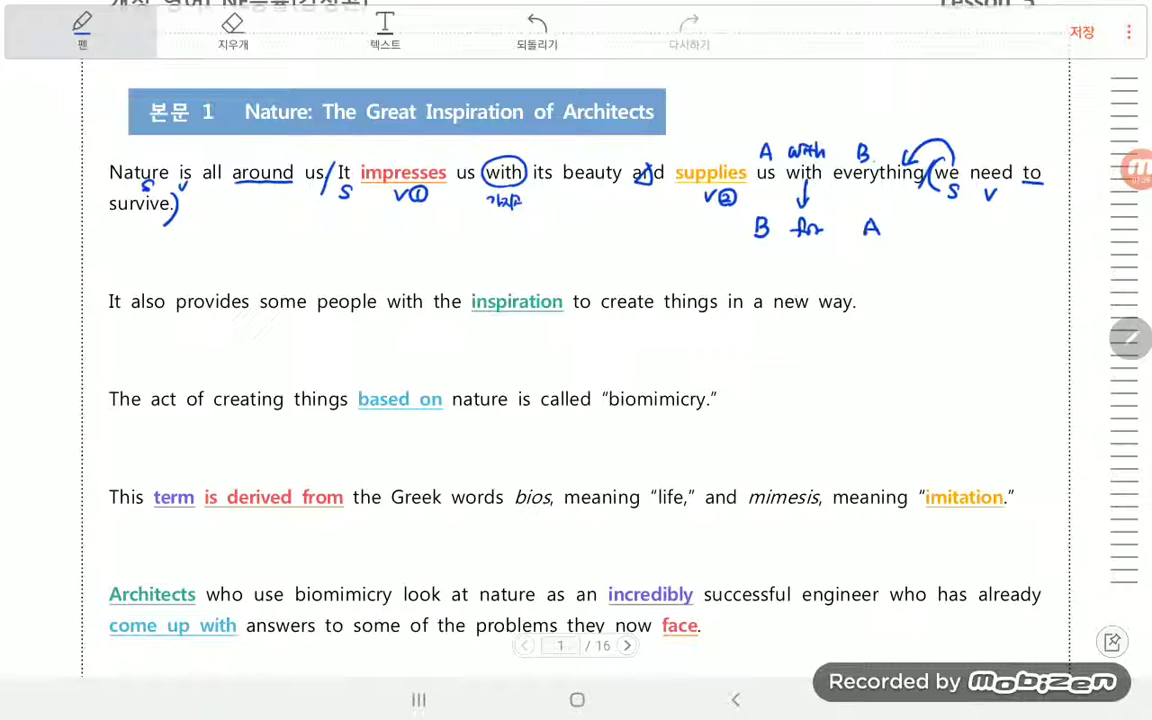 Lesson 5
펜 지우개 텍스트 되돌리기 다시하기 저장
본문 1 Nature: The Great Inspiration of Architects
A with B
Nature is all around us. It impresses us with its beauty and supplies us with everything we need to
S V S V① V② S V
survive.
B for A
It also provides some people with the inspiration to create things in a new way.
The act of creating things based on nature is called “biomimicry.”
This term is derived from the Greek words bios, meaning “life,” and mimesis, meaning “imitation.”
Architects who use biomimicry look at nature as an incredibly successful engineer who has already
come up with answers to some of the problems they now face.
1 / 16
Recorded by mobizen